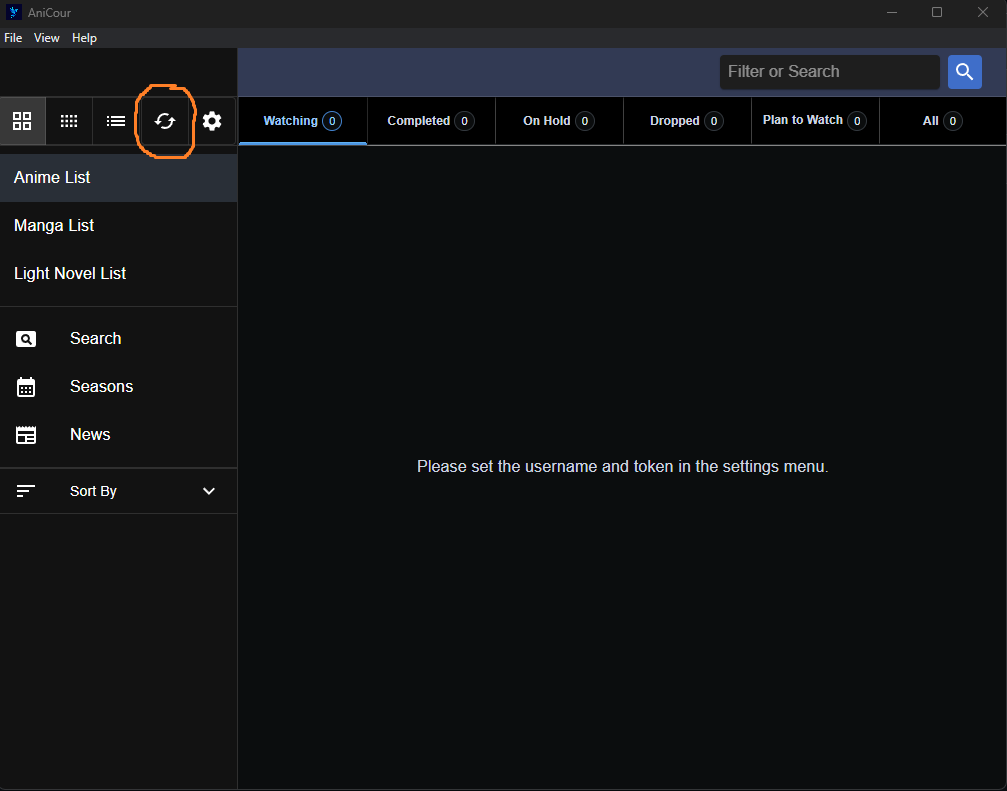 AniCour
File View Help
Filter or Search
Watching 0 Completed 0 On Hold 0 Dropped 0 Plan to Watch 0 All 0
Anime List
Manga List
Light Novel List
Search
Seasons
News
Please set the username and token in the settings menu.
Sort By